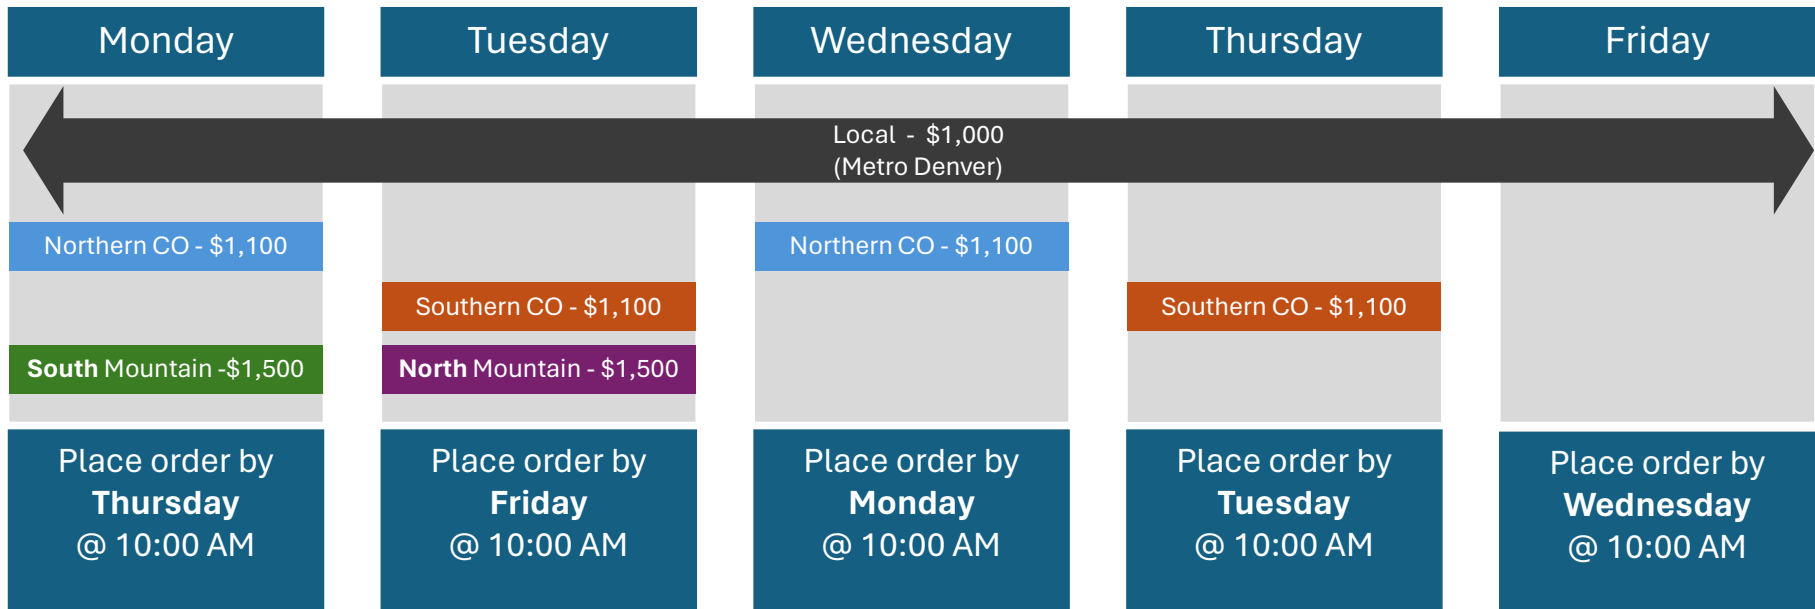 Monday
Tuesday
Wednesday
Thursday
Friday
Local - $1,000
(Metro Denver)
Northern CO - $1,100
Northern CO - $1,100
Southern CO - $1,100
Southern CO - $1,100
South Mountain -$1,500
North Mountain - $1,500
Place order by
Thursday
@ 10:00 AM
Place order by
Friday
@ 10:00 AM
Place order by
Monday
@ 10:00 AM
Place order by
Tuesday
@ 10:00 AM
Place order by
Wednesday
@ 10:00 AM